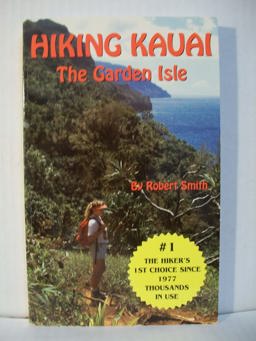 HIKING KAUAI
The Garden Isle
By Robert Smith
# 1
THE HIKER'S
1ST CHOICE SINCE
1977
THOUSANDS
IN USE